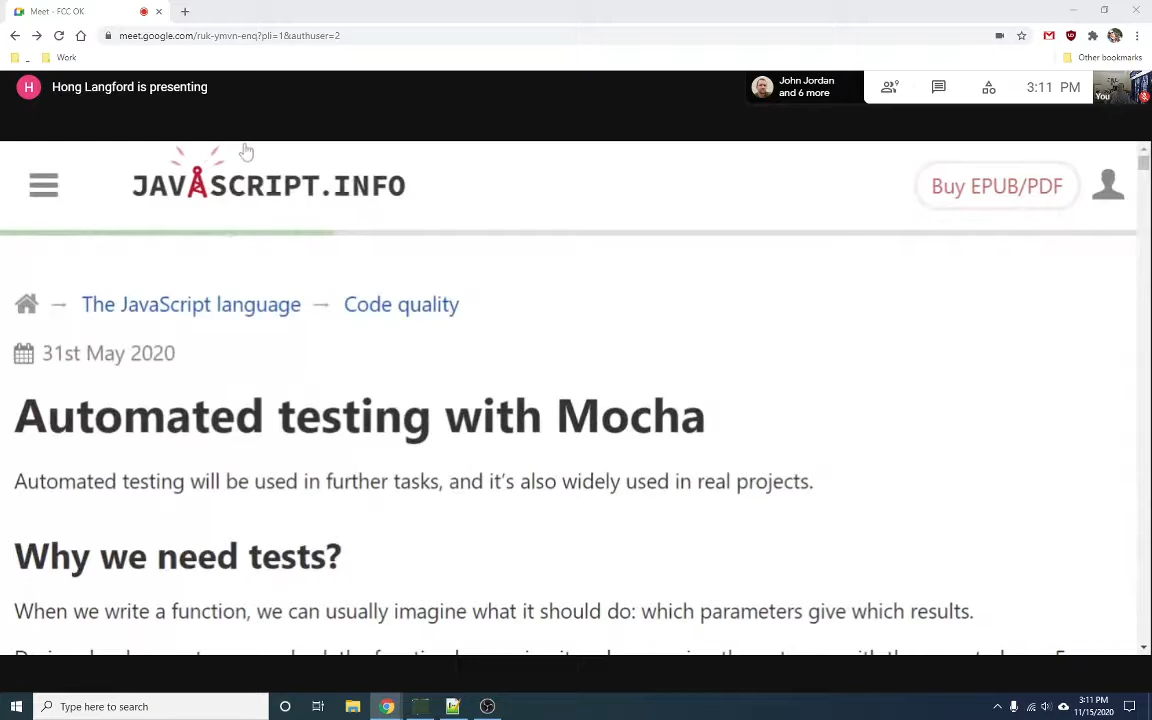 Meet - FCC OK
meet.google.com/ruk-ymvn-enq?pli=1&authuser=2
Work
Other bookmarks
H
Hong Langford is presenting
John Jordan
and 6 more
3:11 PM
You
JAVASCRIPT.INFO
Buy EPUB/PDF
The JavaScript language → Code quality
31st May 2020
Automated testing with Mocha
Automated testing will be used in further tasks, and it's also widely used in real projects.
Why we need tests?
When we write a function, we can usually imagine what it should do: which parameters give which results.
Type here to search
3:11 PM
11/15/2020